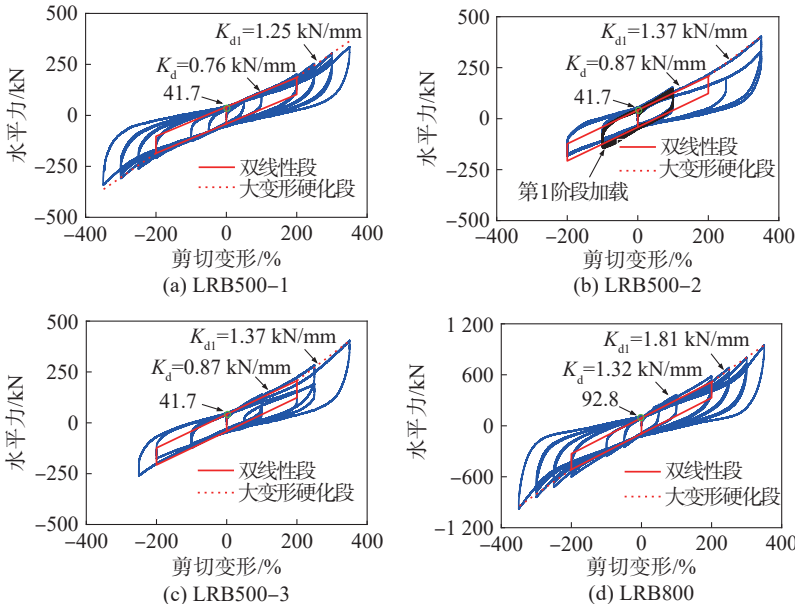 500
250
0
−250
−500
水平力/kN
K_d1=1.25 kN/mm
K_d=0.76 kN/mm
41.7
双线性段
大变形硬化段
−400
−200
0
200
400
剪切变形/%
(a) LRB500−1
500
250
0
−250
−500
水平力/kN
K_d1=1.37 kN/mm
K_d=0.87 kN/mm
41.7
双线性段
大变形硬化段
第1阶段加载
−400
−200
0
200
400
剪切变形/%
(b) LRB500−2
500
250
0
−250
−500
水平力/kN
K_d1=1.37 kN/mm
K_d=0.87 kN/mm
41.7
双线性段
大变形硬化段
−400
−200
0
200
400
剪切变形/%
(c) LRB500−3
1 200
600
0
−600
−1 200
水平力/kN
K_d1=1.81 kN/mm
K_d=1.32 kN/mm
92.8
双线性段
大变形硬化段
−400
−200
0
200
400
剪切变形/%
(d) LRB800